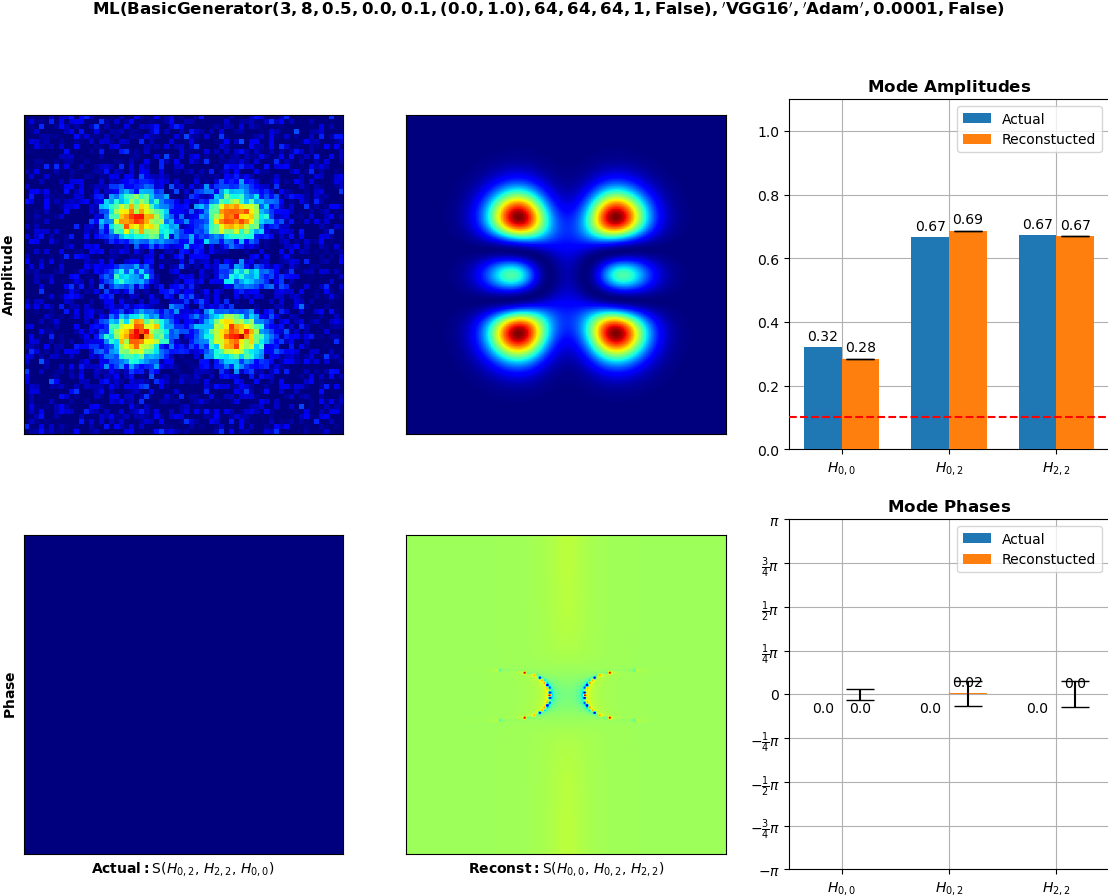 ML(BasicGenerator(3, 8, 0.5, 0.0, 0.1, (0.0, 1.0), 64, 64, 64, 1, False), ′VGG16′, ′Adam′, 0.0001, False)
Amplitude
Mode Amplitudes
Actual
Reconstucted
1.0
0.8
0.6
0.4
0.2
0.0
0.32
0.28
0.67
0.69
0.67
0.67
H0,0
H0,2
H2,2
Phase
Actual: S(H0,2, H2,2, H0,0)
Reconst: S(H0,0, H0,2, H2,2)
Mode Phases
Actual
Reconstucted
π
3/4π
1/2π
1/4π
0
−1/4π
−1/2π
−3/4π
−π
0.0
0.0
0.0
0.02
0.0
0.0
H0,0
H0,2
H2,2